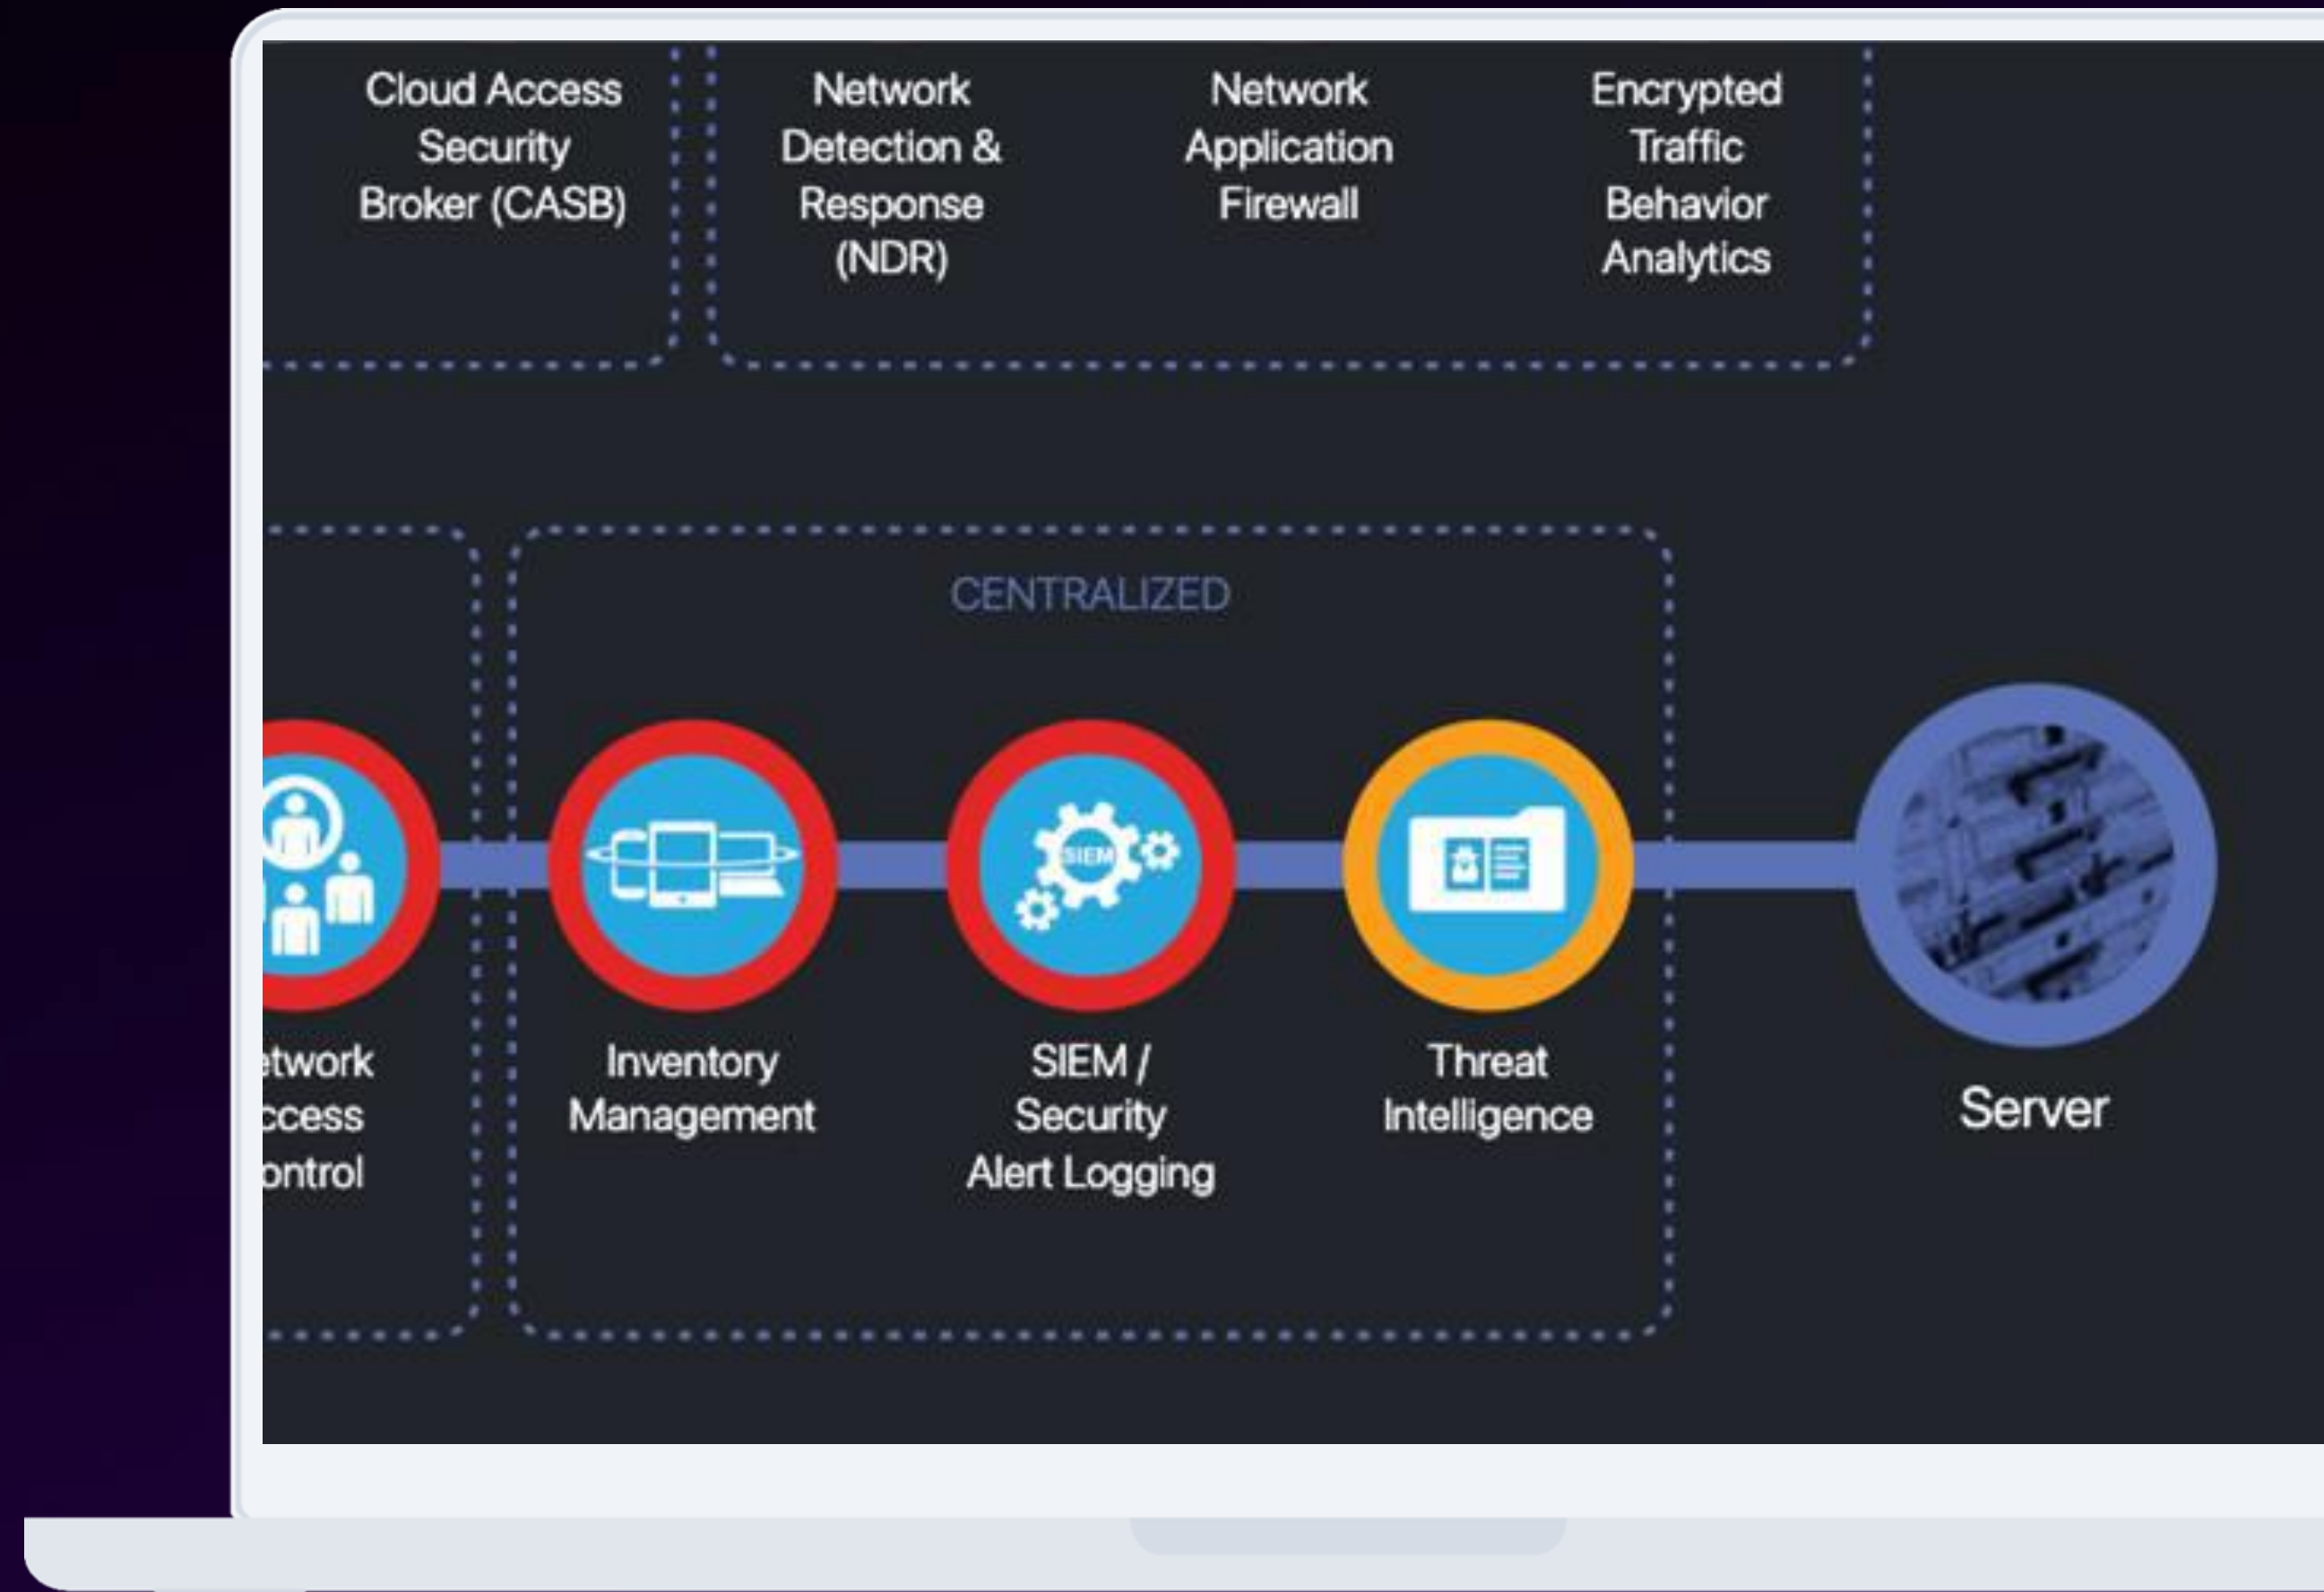 Cloud Access
Security
Broker (CASB)
Network
Detection &
Response
(NDR)
Network
Application
Firewall
Encrypted
Traffic
Behavior
Analytics
CENTRALIZED
SIEM
etwork
ccess
ontrol
Inventory
Management
SIEM /
Security
Alert Logging
Threat
Intelligence
Server